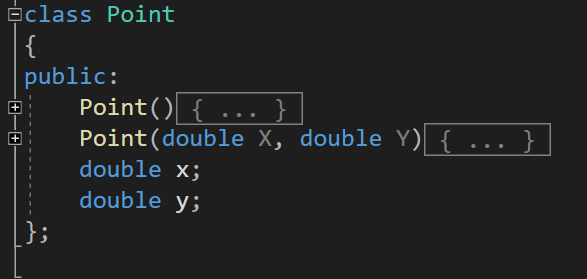 class Point
{
public:
Point(){ ... }
Point(double X, double Y){ ... }
double x;
double y;
};